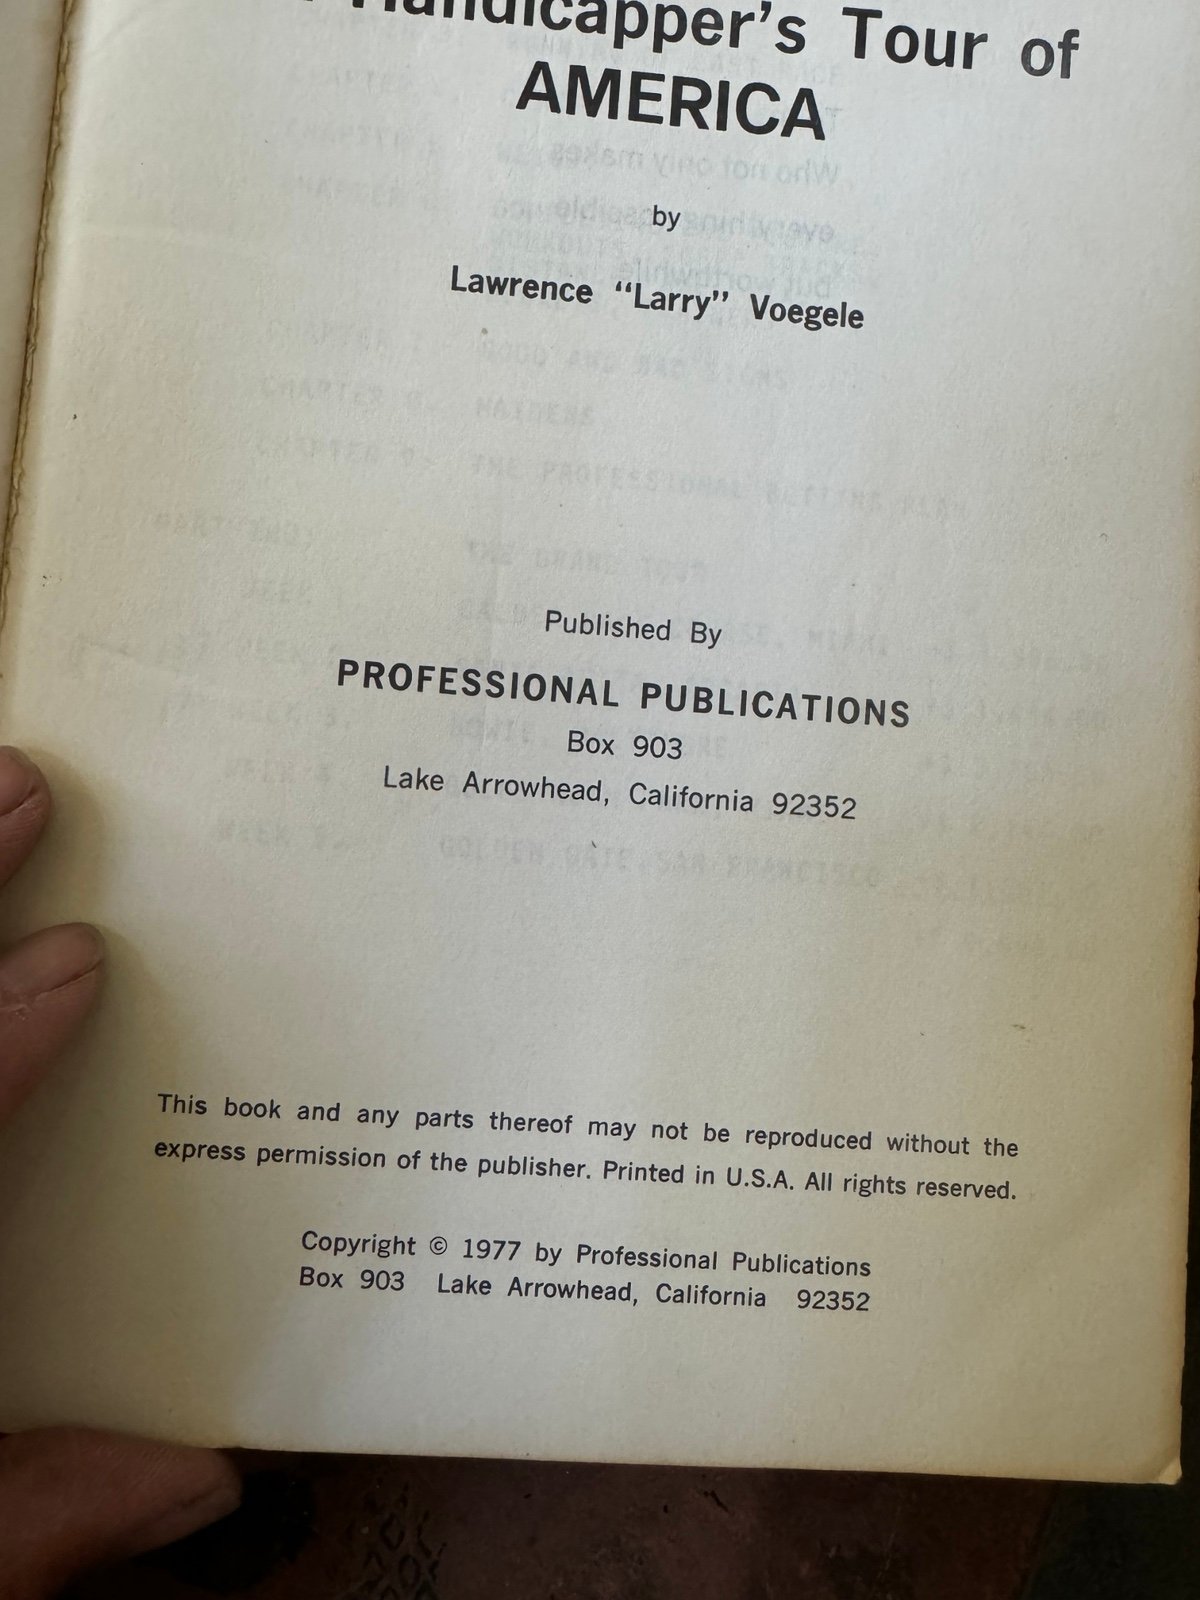 Handicapper's Tour of
AMERICA
by
Lawrence "Larry" Voegele
Published By
PROFESSIONAL PUBLICATIONS
Box 903
Lake Arrowhead, California 92352
This book and any parts thereof may not be reproduced without the
express permission of the publisher. Printed in U.S.A. All rights reserved.
Copyright © 1977 by Professional Publications
Box 903 Lake Arrowhead, California 92352